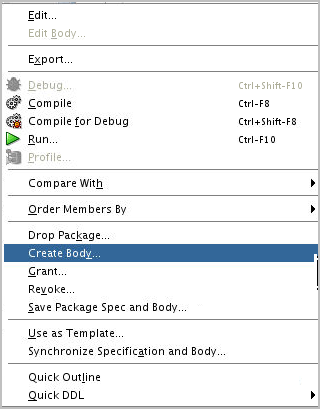 Edit...
Edit Body...
Export...
Debug... Ctrl+Shift-F10
Compile Ctrl-F8
Compile for Debug Ctrl+Shift-F8
Run... Ctrl-F10
Profile...
Compare With
Order Members By
Drop Package...
Create Body...
Grant...
Revoke...
Save Package Spec and Body...
Use as Template...
Synchronize Specification and Body...
Quick Outline
Quick DDL